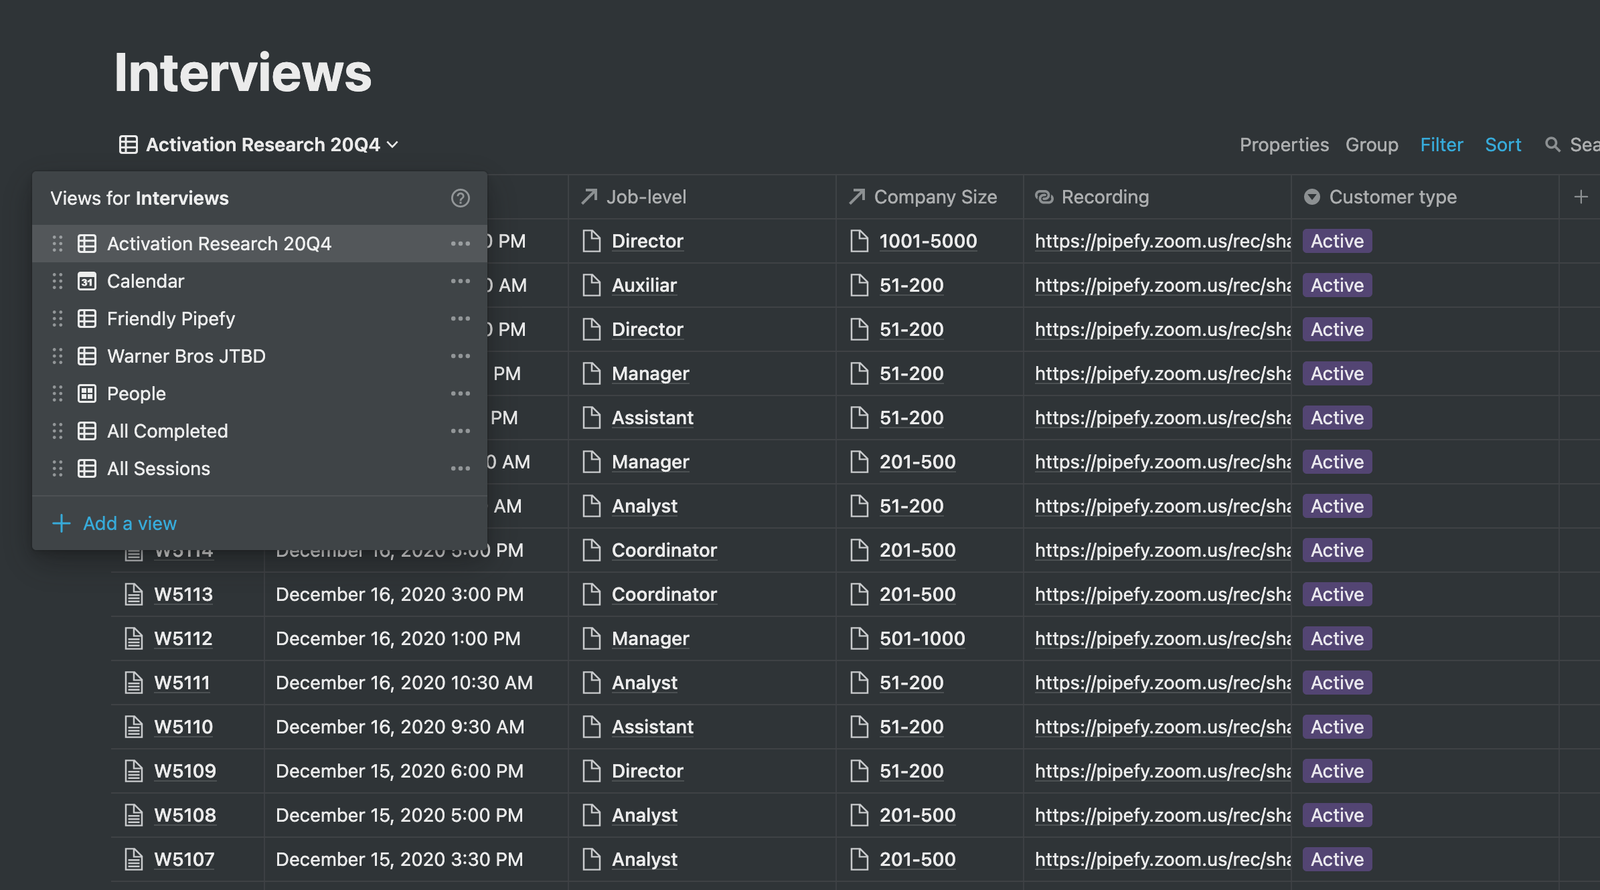 Interviews
Activation Research 20Q4
Properties Group Filter Sort Sea
Views for Interviews ?
Job-level Company Size Recording Customer type
Activation Research 20Q4
Calendar
Friendly Pipefy
Warner Bros JTBD
People
All Completed
All Sessions
Add a view
0 PM Director 1001-5000 https://pipefy.zoom.us/rec/sha Active
0 AM Auxiliar 51-200 https://pipefy.zoom.us/rec/sha Active
0 PM Director 51-200 https://pipefy.zoom.us/rec/sha Active
PM Manager 51-200 https://pipefy.zoom.us/rec/sha Active
PM Assistant 51-200 https://pipefy.zoom.us/rec/sha Active
0 AM Manager 201-500 https://pipefy.zoom.us/rec/sha Active
AM Analyst 51-200 https://pipefy.zoom.us/rec/sha Active
W5114 December 16, 2020 5:00 PM Coordinator 201-500 https://pipefy.zoom.us/rec/sha Active
W5113 December 16, 2020 3:00 PM Coordinator 201-500 https://pipefy.zoom.us/rec/sha Active
W5112 December 16, 2020 1:00 PM Manager 501-1000 https://pipefy.zoom.us/rec/sha Active
W5111 December 16, 2020 10:30 AM Analyst 51-200 https://pipefy.zoom.us/rec/sha Active
W5110 December 16, 2020 9:30 AM Assistant 51-200 https://pipefy.zoom.us/rec/sha Active
W5109 December 15, 2020 6:00 PM Director 51-200 https://pipefy.zoom.us/rec/sha Active
W5108 December 15, 2020 5:00 PM Analyst 201-500 https://pipefy.zoom.us/rec/sha Active
W5107 December 15, 2020 3:30 PM Analyst 201-500 https://pipefy.zoom.us/rec/sha Active